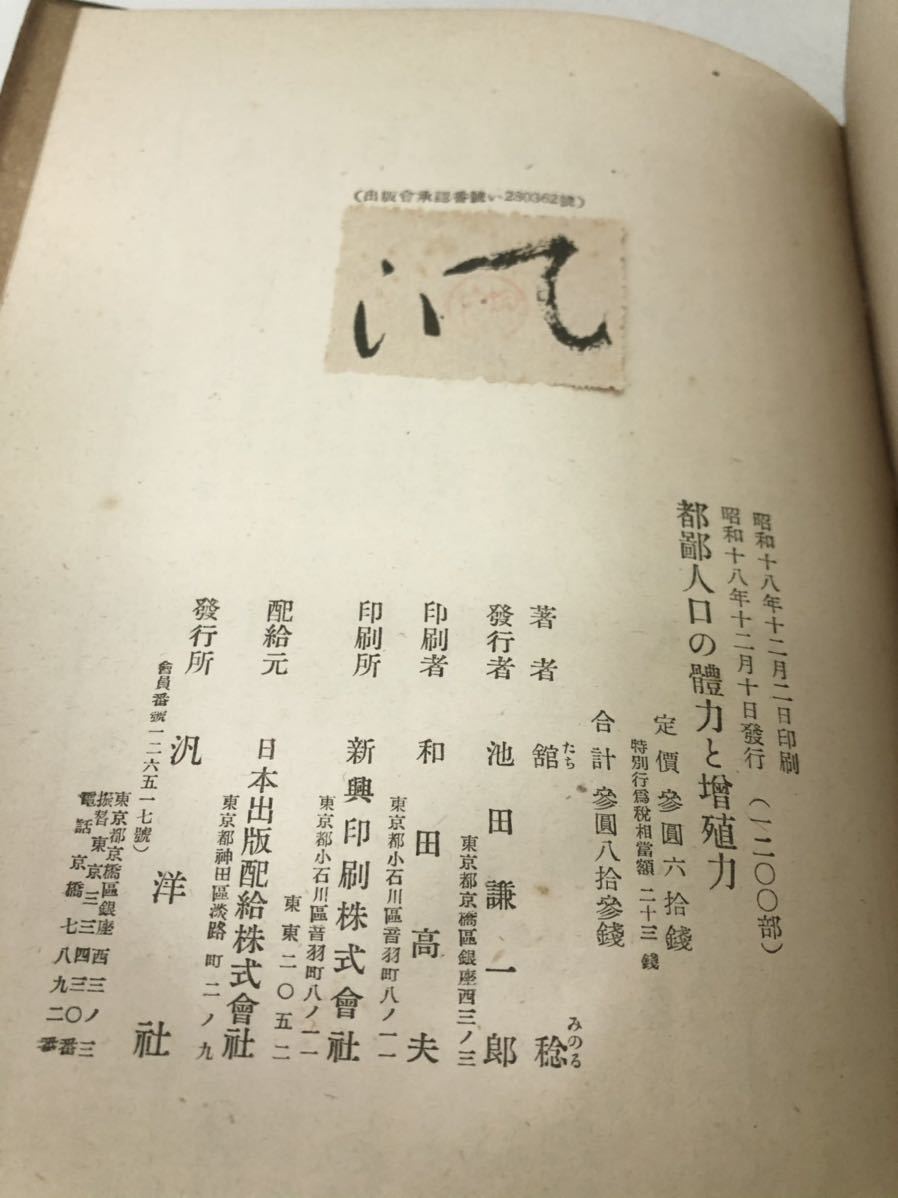 （出版會承認番號い・280362號）
昭和十八年十二月二日印刷
昭和十八年十二月十日發行（一二〇〇部）
都鄙人口の體力と增殖力
定價參圓六拾錢
特別行爲稅相當額 二十三錢
合計 參圓八拾參錢
著者 舘 稔
たち みのる
發行者 池田謙一郎
東京都京橋區銀座西三ノ三
印刷者 和田高夫
東京都小石川區音羽町八ノ一一
印刷所 新興印刷株式會社
東京都小石川區音羽町八ノ一一
東東二〇五二
配給元 日本出版配給株式會社
東京都神田區淡路町二ノ九
發行所 汎洋社
（會員番號一二六五一七號）
東京都京橋區銀座西三ノ三
振替東京三三四三〇番
電話京橋七八九二番